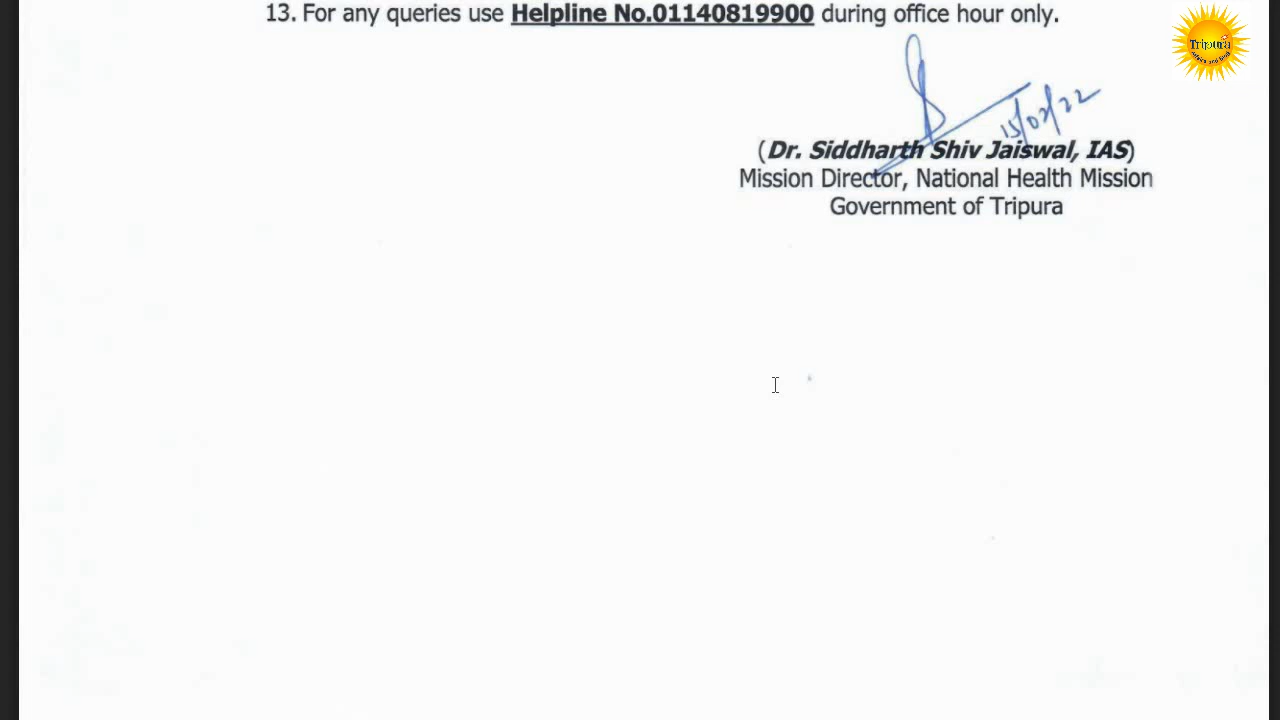 13. For any queries use Helpline No.01140819900 during office hour only.
Tripura
15/02/22
(Dr. Siddharth Shiv Jaiswal, IAS)
Mission Director, National Health Mission
Government of Tripura